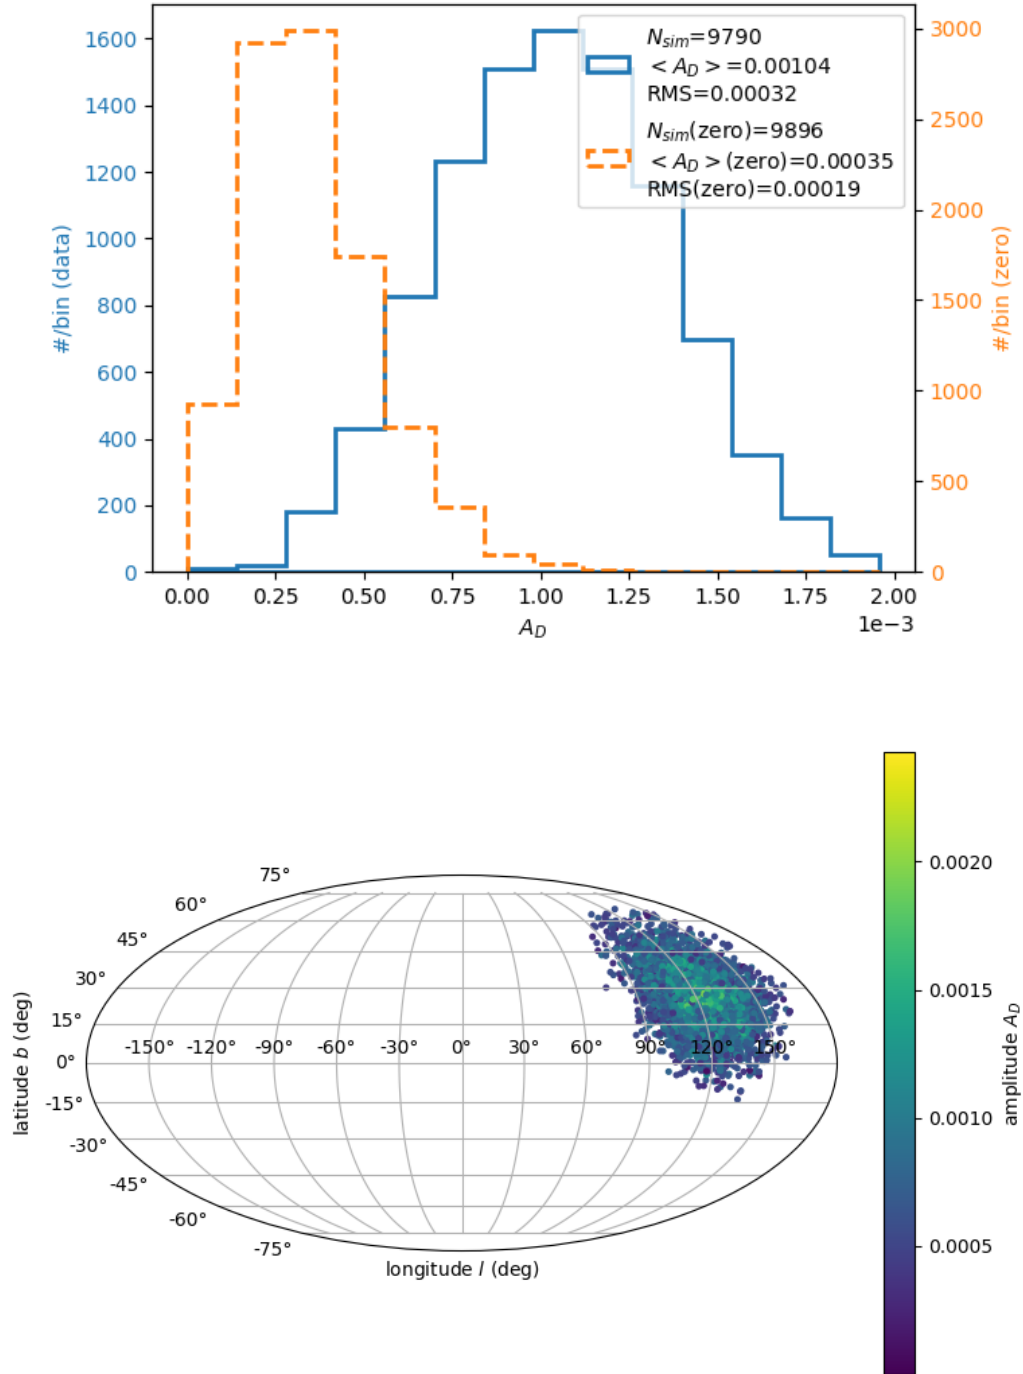 N_sim=9790
< A_D > =0.00104
RMS=0.00032
N_sim(zero)=9896
< A_D > (zero)=0.00035
RMS(zero)=0.00019
#/bin (data)
1600
1400
1200
1000
800
600
400
200
0
#/bin (zero)
3000
2500
2000
1500
1000
500
0
0.00 0.25 0.50 0.75 1.00 1.25 1.50 1.75 2.00
1e−3
A_D
75°
60°
45°
30°
15°
0°
-15°
-30°
-45°
-60°
-75°
latitude b (deg)
-150° -120° -90° -60° -30° 0° 30° 60° 90° 120° 150°
longitude l (deg)
0.0020
0.0015
0.0010
0.0005
amplitude A_D